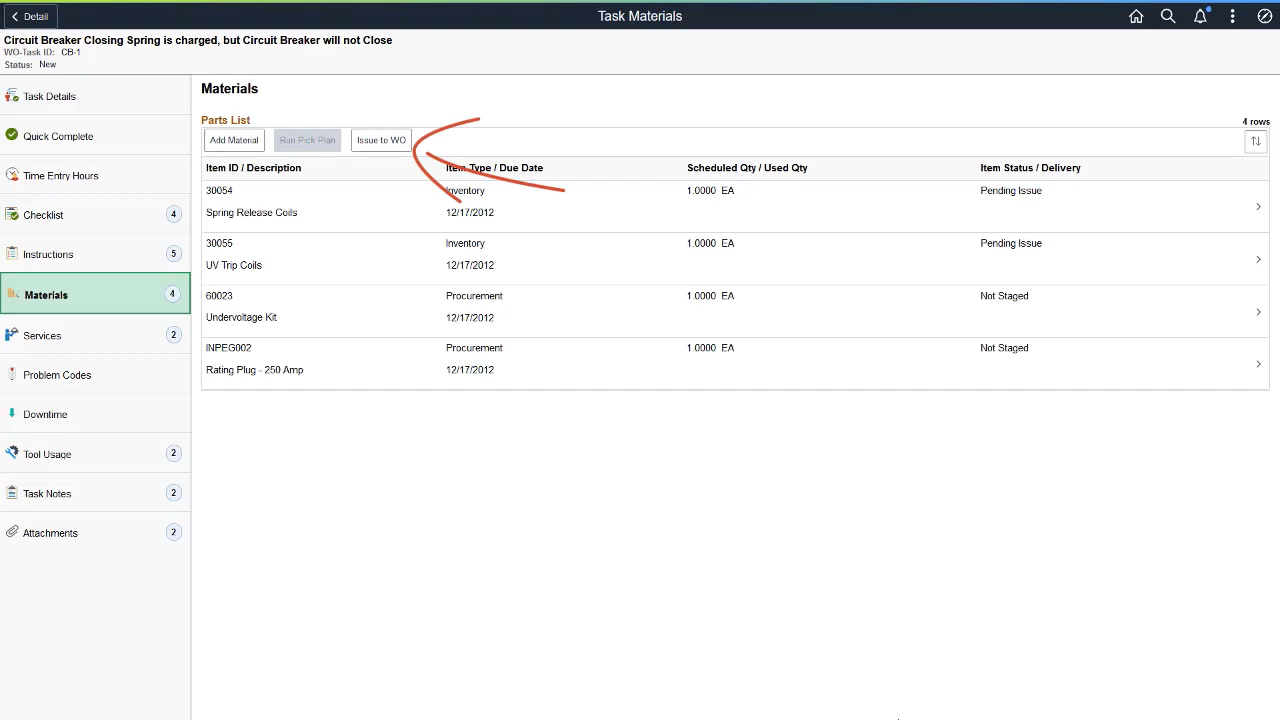 Detail
Task Materials
Circuit Breaker Closing Spring is charged, but Circuit Breaker will not Close
WO-Task ID: CB-1
Status: New
Task Details
Quick Complete
Time Entry Hours
Checklist 4
Instructions 5
Materials 4
Services 2
Problem Codes
Downtime
Tool Usage 2
Task Notes 2
Attachments 2
Materials
Parts List
4 rows
Add Material Run Pick Plan Issue to WO
Item ID / Description Item Type / Due Date Scheduled Qty / Used Qty Item Status / Delivery
30054 Inventory 1.0000 EA Pending Issue
Spring Release Coils 12/17/2012
30055 Inventory 1.0000 EA Pending Issue
UV Trip Coils 12/17/2012
60023 Procurement 1.0000 EA Not Staged
Undervoltage Kit 12/17/2012
INPEG002 Procurement 1.0000 EA Not Staged
Rating Plug - 250 Amp 12/17/2012